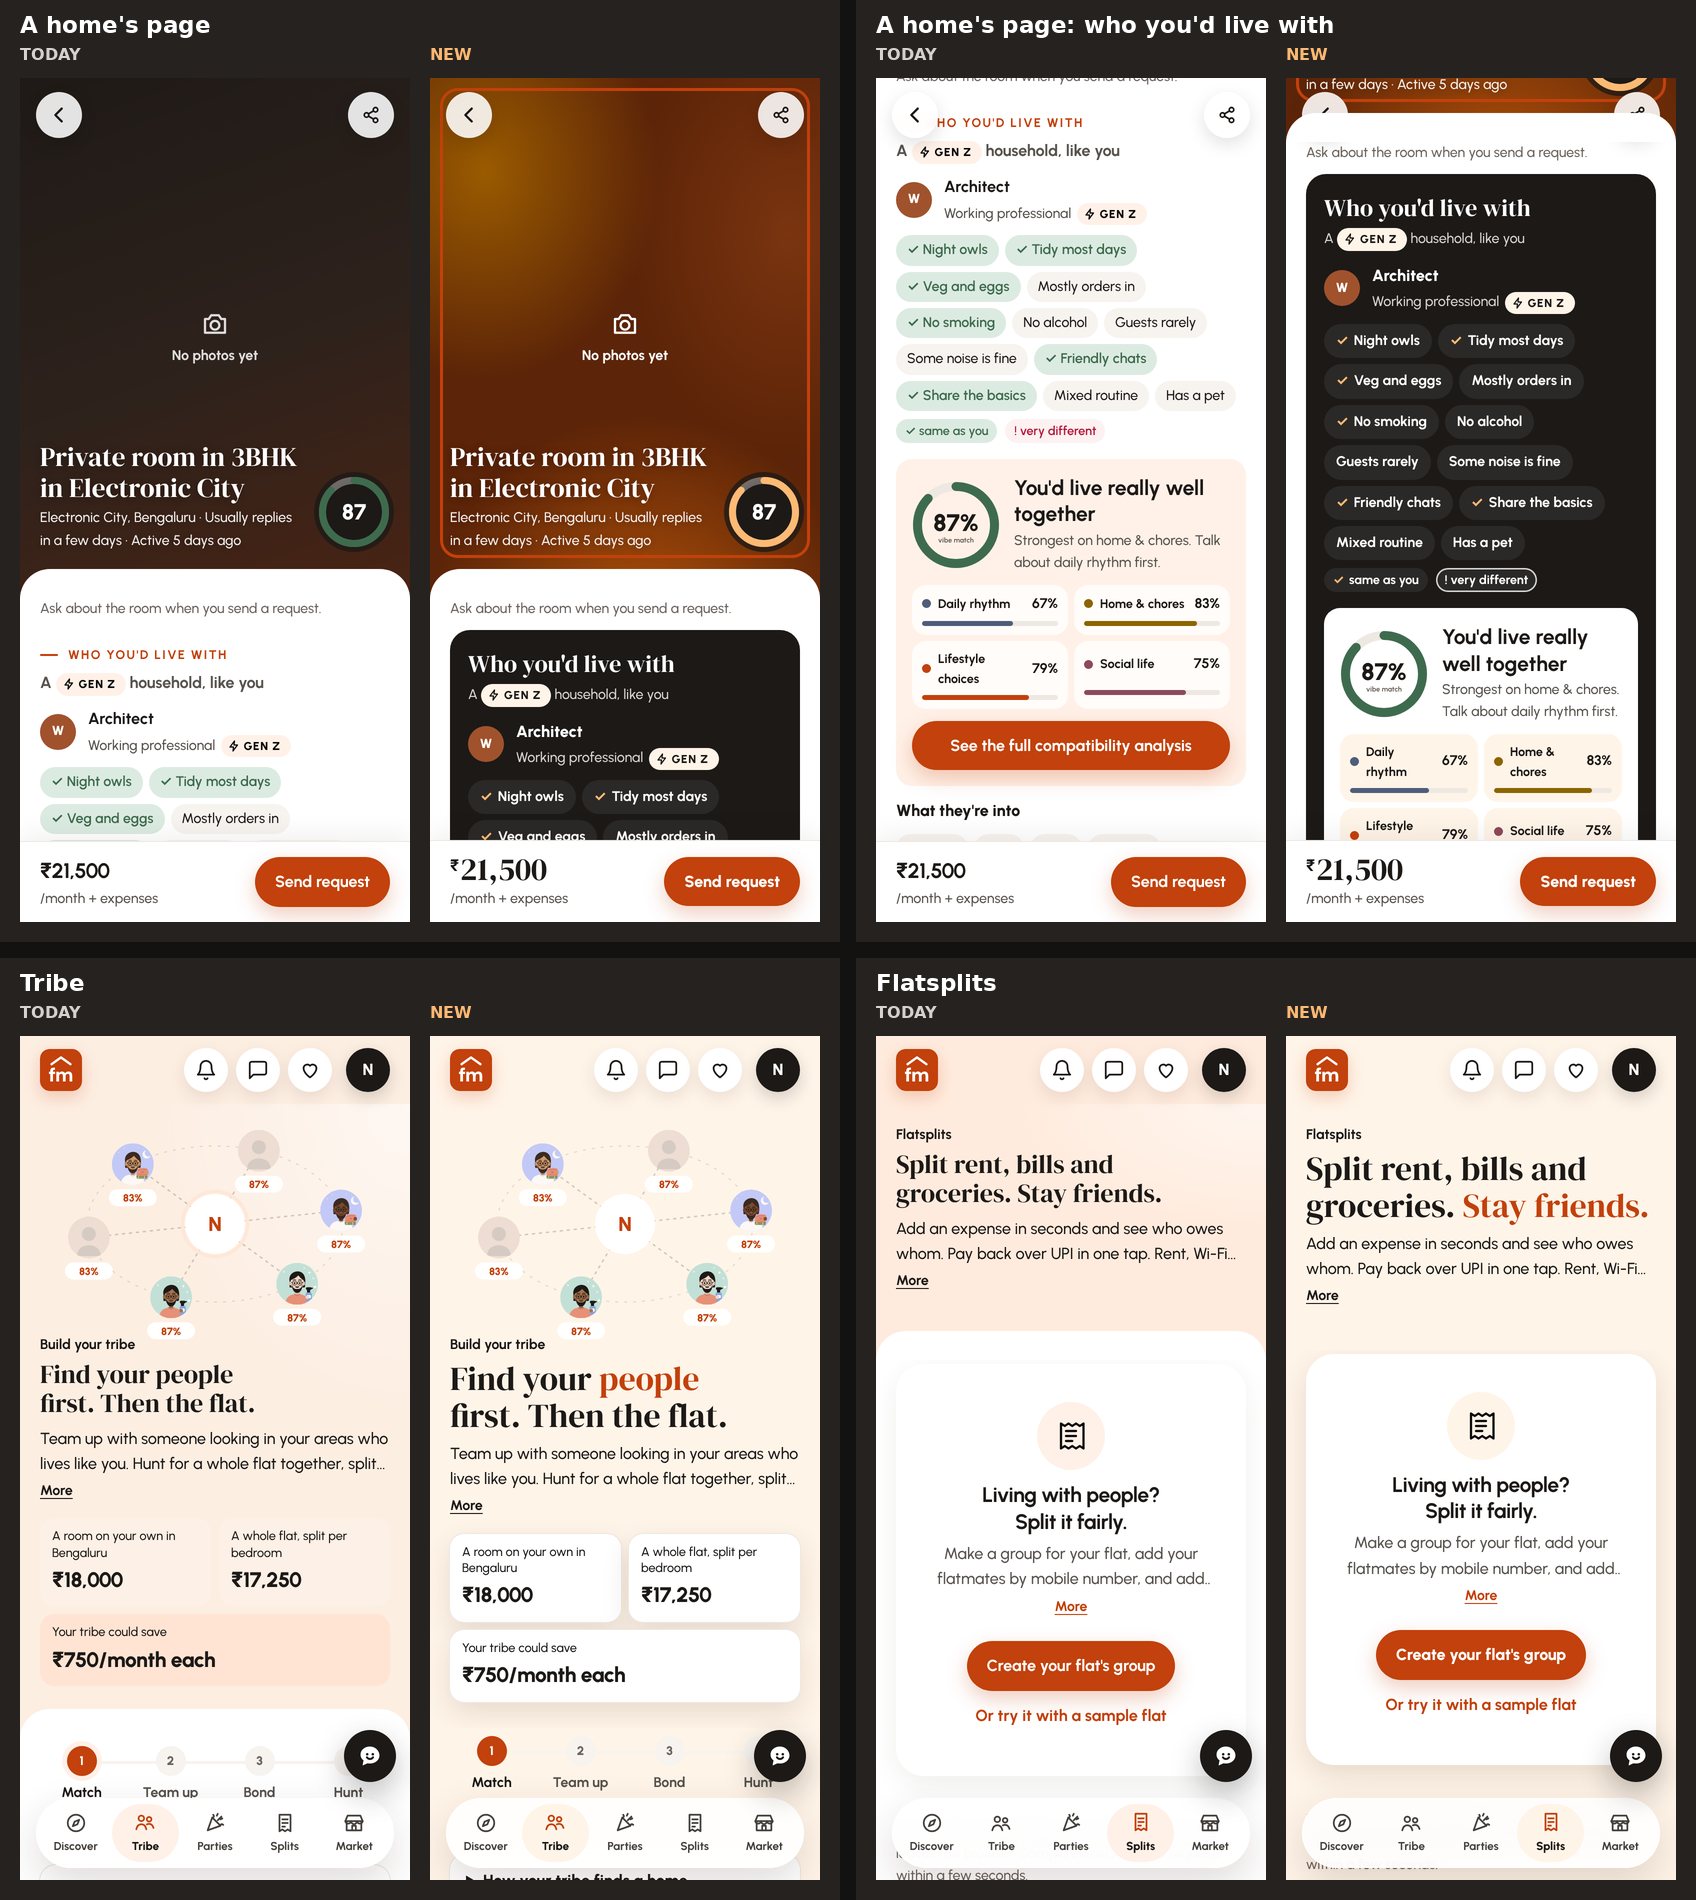 A home's page
TODAY
No photos yet
Private room in 3BHK
in Electronic City
Electronic City, Bengaluru · Usually replies
in a few days · Active 5 days ago
87
Ask about the room when you send a request.
WHO YOU'D LIVE WITH
A GEN Z household, like you
W
Architect
Working professional GEN Z
✓ Night owls ✓ Tidy most days
✓ Veg and eggs Mostly orders in
₹21,500
/month + expenses
Send request
NEW
No photos yet
Private room in 3BHK
in Electronic City
Electronic City, Bengaluru · Usually replies
in a few days · Active 5 days ago
87
Ask about the room when you send a request.
Who you'd live with
A GEN Z household, like you
W
Architect
Working professional GEN Z
✓ Night owls ✓ Tidy most days
✓ Veg and eggs Mostly orders in
₹21,500
/month + expenses
Send request
A home's page: who you'd live with
TODAY
Ask about the room when you send a request.
HO YOU'D LIVE WITH
A GEN Z household, like you
W
Architect
Working professional GEN Z
✓ Night owls ✓ Tidy most days
✓ Veg and eggs Mostly orders in
✓ No smoking No alcohol Guests rarely
Some noise is fine ✓ Friendly chats
✓ Share the basics Mixed routine Has a pet
✓ same as you ! very different
87%
vibe match
You'd live really well
together
Strongest on home & chores. Talk
about daily rhythm first.
Daily rhythm 67%
Home & chores 83%
Lifestyle
choices
79%
Social life 75%
See the full compatibility analysis
What they're into
₹21,500
/month + expenses
Send request
NEW
in a few days · Active 5 days ago
Ask about the room when you send a request.
Who you'd live with
A GEN Z household, like you
W
Architect
Working professional GEN Z
✓ Night owls ✓ Tidy most days
✓ Veg and eggs Mostly orders in
✓ No smoking No alcohol
Guests rarely Some noise is fine
✓ Friendly chats ✓ Share the basics
Mixed routine Has a pet
✓ same as you ! very different
87%
vibe match
You'd live really
well together
Strongest on home & chores.
Talk about daily rhythm first.
Daily
rhythm
67%
Home &
chores
83%
Lifestyle
79%
Social life 75%
₹21,500
/month + expenses
Send request
Tribe
TODAY
fm
N
83%
87%
N
87%
83%
87%
87%
Build your tribe
Find your people
first. Then the flat.
Team up with someone looking in your areas who
lives like you. Hunt for a whole flat together, split...
More
A room on your own in
Bengaluru
₹18,000
A whole flat, split per
bedroom
₹17,250
Your tribe could save
₹750/month each
1 2 3
Match Team up Bond Hunt
Discover Tribe Parties Splits Market
NEW
fm
N
83%
87%
N
87%
83%
87%
87%
Build your tribe
Find your people
first. Then the flat.
Team up with someone looking in your areas who
lives like you. Hunt for a whole flat together, split...
More
A room on your own in
Bengaluru
₹18,000
A whole flat, split per
bedroom
₹17,250
Your tribe could save
₹750/month each
1 2 3
Match Team up Bond Hunt
Discover Tribe Parties Splits Market
How your tribe finds a home
Flatsplits
TODAY
fm
N
Flatsplits
Split rent, bills and
groceries. Stay friends.
Add an expense in seconds and see who owes
whom. Pay back over UPI in one tap. Rent, Wi-Fi...
More
Living with people?
Split it fairly.
Make a group for your flat, add your
flatmates by mobile number, and add..
More
Create your flat's group
Or try it with a sample flat
Discover Tribe Parties Splits Market
within a few seconds.
NEW
fm
N
Flatsplits
Split rent, bills and
groceries. Stay friends.
Add an expense in seconds and see who owes
whom. Pay back over UPI in one tap. Rent, Wi-Fi...
More
Living with people?
Split it fairly.
Make a group for your flat, add your
flatmates by mobile number, and add..
More
Create your flat's group
Or try it with a sample flat
Discover Tribe Parties Splits Market
within a few seconds.